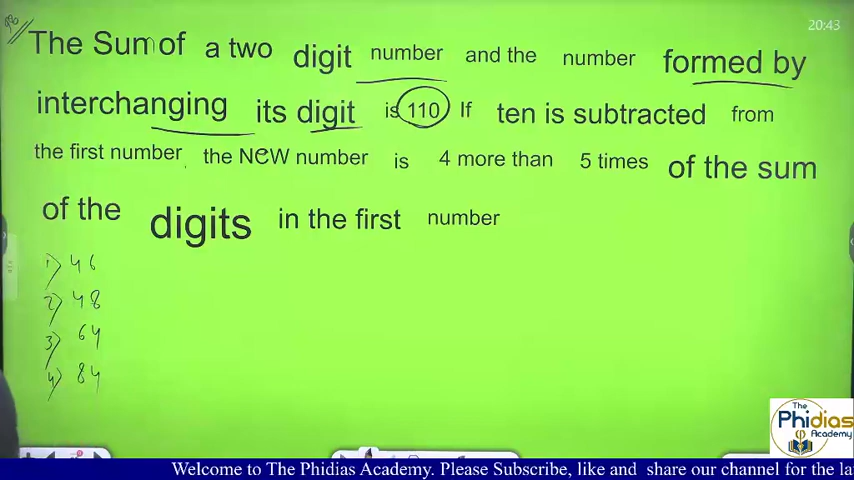 20:43
The Sum of a two digit number and the number formed by
interchanging its digit is 110 If ten is subtracted from
the first number, the NEW number is 4 more than 5 times of the sum
of the digits in the first number
1) 46
2) 48
3) 64
4) 84
The
Phidias
Academy
Welcome to The Phidias Academy. Please Subscribe, like and share our channel for the la